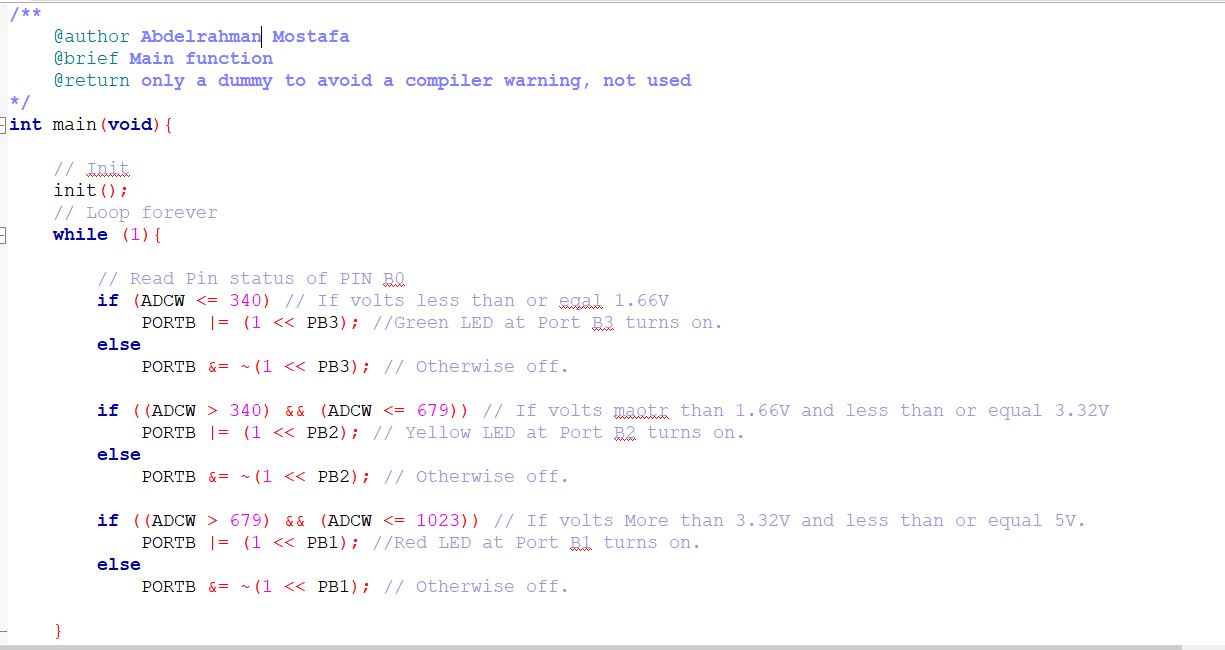 /**
@author Abdelrahman Mostafa
@brief Main function
@return only a dummy to avoid a compiler warning, not used
*/
int main(void){
// Init
init();
// Loop forever
while (1){
// Read Pin status of PIN B0
if (ADCW <= 340) // If volts less than or eqal 1.66V
PORTB |= (1 << PB3); //Green LED at Port B3 turns on.
else
PORTB &= ~(1 << PB3); // Otherwise off.
if ((ADCW > 340) && (ADCW <= 679)) // If volts maotr than 1.66V and less than or equal 3.32V
PORTB |= (1 << PB2); // Yellow LED at Port B2 turns on.
else
PORTB &= ~(1 << PB2); // Otherwise off.
if ((ADCW > 679) && (ADCW <= 1023)) // If volts More than 3.32V and less than or equal 5V.
PORTB |= (1 << PB1); //Red LED at Port B1 turns on.
else
PORTB &= ~(1 << PB1); // Otherwise off.
}